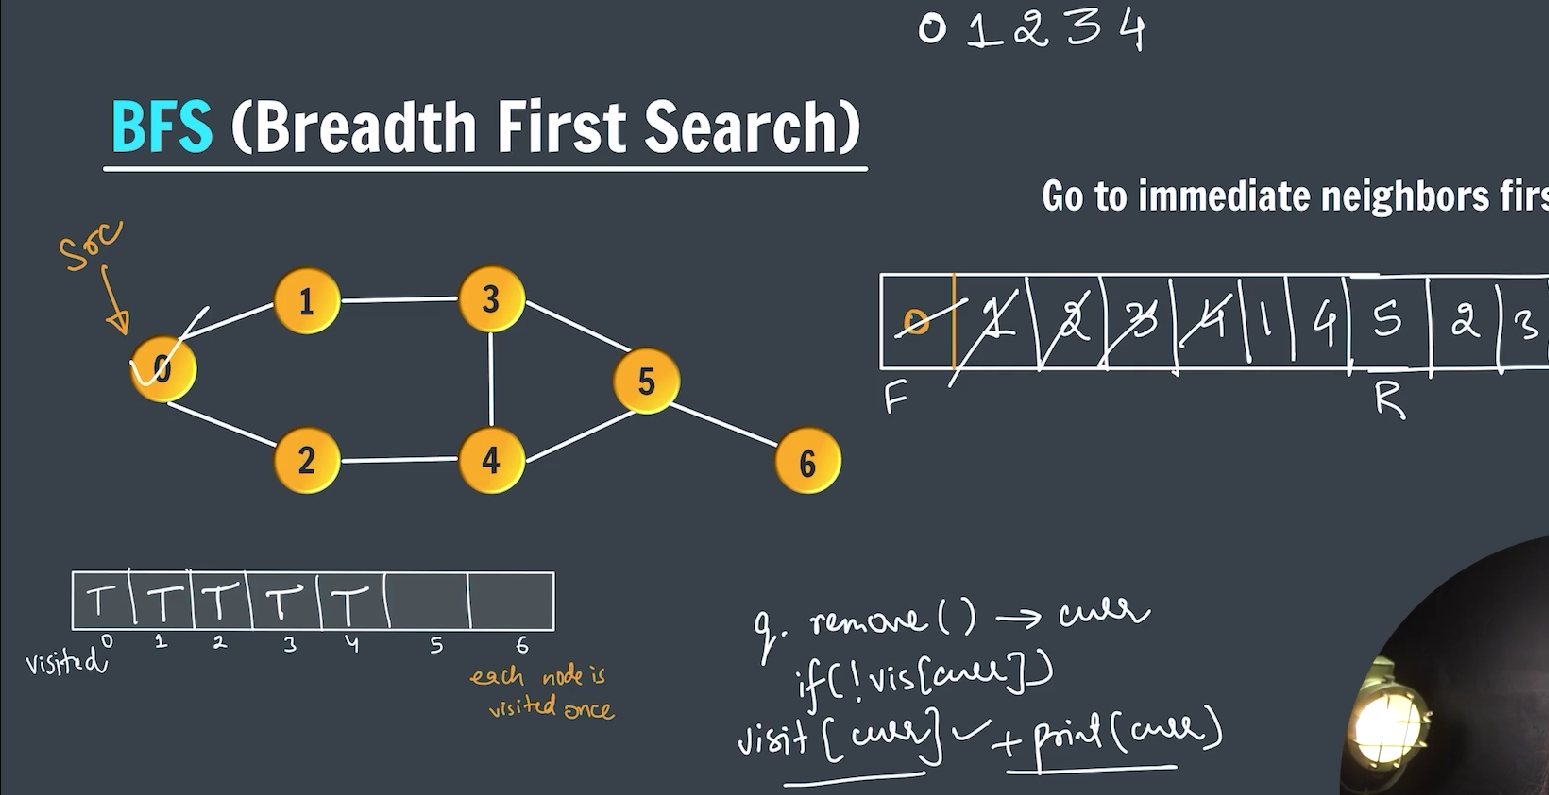 0 1 2 3 4
BFS (Breadth First Search)
Go to immediate neighbors firs
Src
1
3
0
5
2
4
6
0 1 2 3 4 1 4 5 2 3
F R
T T T T T
0 1 2 3 4 5 6
visited
each node is
visited once
q. remove() → curr
if(!vis[curr])
visit[curr] ✓ + print(curr)